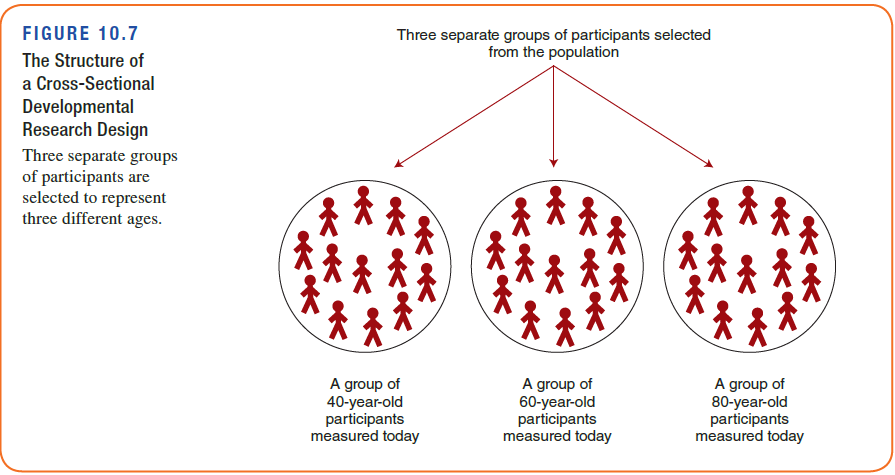 FIGURE 10.7
The Structure of
a Cross-Sectional
Developmental
Research Design
Three separate groups
of participants are
selected to represent
three different ages.
Three separate groups of participants selected
from the population
A group of
40-year-old
participants
measured today
A group of
60-year-old
participants
measured today
A group of
80-year-old
participants
measured today